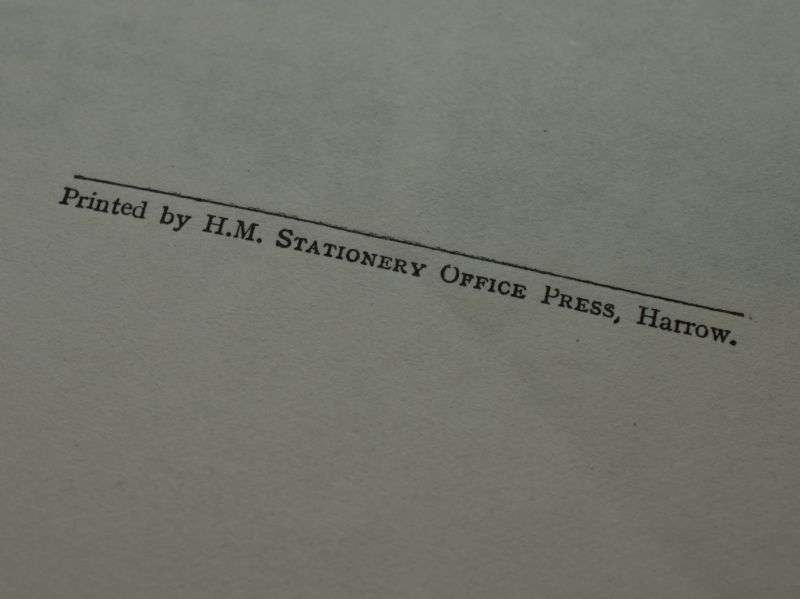 Printed by H.M. STATIONERY OFFICE PRESS, Harrow.